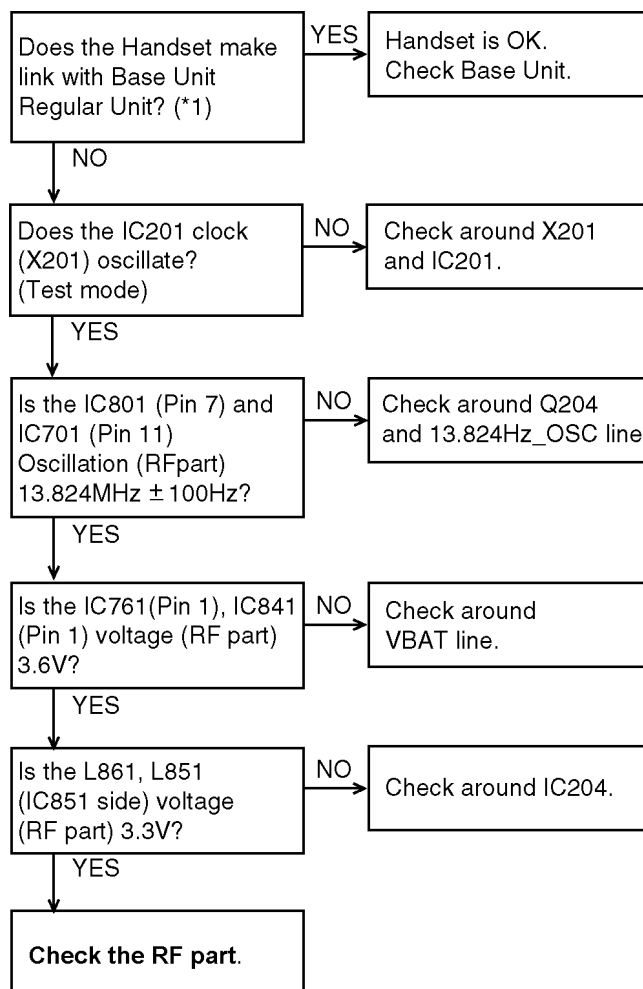 Does the Handset make
link with Base Unit
Regular Unit? (*1)
YES
Handset is OK.
Check Base Unit.
NO
Does the IC201 clock
(X201) oscillate?
(Test mode)
NO
Check around X201
and IC201.
YES
Is the IC801 (Pin 7) and
IC701 (Pin 11)
Oscillation (RFpart)
13.824MHz ± 100Hz?
NO
Check around Q204
and 13.824Hz_OSC line
YES
Is the IC761(Pin 1), IC841
(Pin 1) voltage (RF part)
3.6V?
NO
Check around
VBAT line.
YES
Is the L861, L851
(IC851 side) voltage
(RF part) 3.3V?
NO
Check around IC204.
YES
Check the RF part.